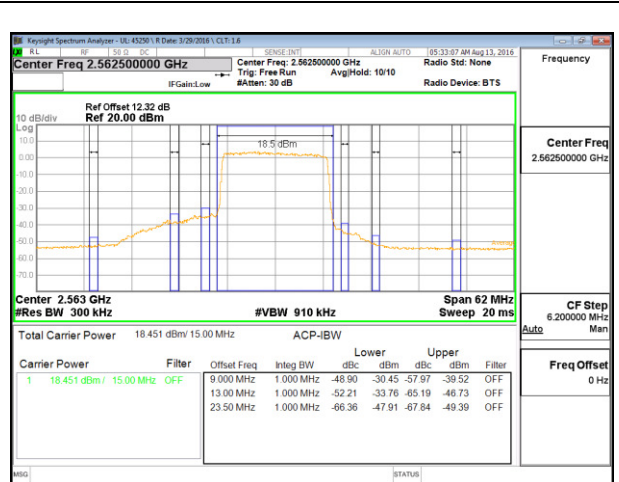 Keysight Spectrum Analyzer - UL: 45250 \ R Date: 3/29/2016 \ CLT: 1.6
RL RF 50 Ω DC SENSE:INT ALIGN AUTO 05:33:07 AM Aug 13, 2016
Center Freq 2.562500000 GHz Center Freq: 2.562500000 GHz Radio Std: None Frequency
Trig: Free Run Avg|Hold: 10/10
IFGain:Low #Atten: 30 dB Radio Device: BTS
Ref Offset 12.32 dB
10 dB/div Ref 20.00 dBm
Log
10.0
18.5 dBm
0.00
-10.0
-20.0
-30.0
-40.0
-50.0
Average
-60.0
-70.0
Center Freq
2.562500000 GHz
Center 2.563 GHz Span 62 MHz
#Res BW 300 kHz #VBW 910 kHz Sweep 20 ms
CF Step
6.200000 MHz
Auto Man
Total Carrier Power 18.451 dBm/ 15.00 MHz ACP-IBW
Lower Upper
Carrier Power Filter Offset Freq Integ BW dBc dBm dBc dBm Filter
1 18.451 dBm / 15.00 MHz OFF 9.000 MHz 1.000 MHz -48.90 -30.45 -57.97 -39.52 OFF
13.00 MHz 1.000 MHz -52.21 -33.76 -65.19 -46.73 OFF
23.50 MHz 1.000 MHz -66.36 -47.91 -67.84 -49.39 OFF
Freq Offset
0 Hz
MSG STATUS